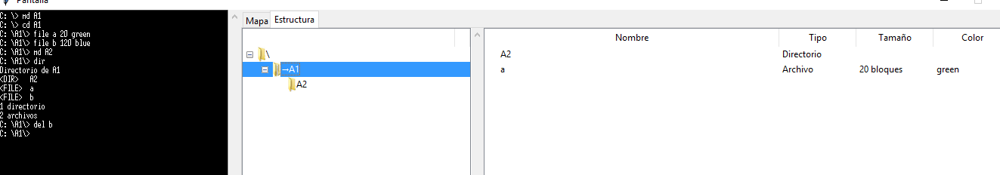 Pantalla
C: \> md A1
C: \> cd A1
C: \A1\> file a 20 green
C: \A1\> file b 120 blue
C: \A1\> md A2
C: \A1\> dir
Directorio de A1
<DIR> A2
<FILE> a
<FILE> b
1 directorio
2 archivos
C: \A1\> del b
C: \A1\>
Mapa Estructura
\
→A1
A2
Nombre Tipo Tamaño Color
A2 Directorio
a Archivo 20 bloques green